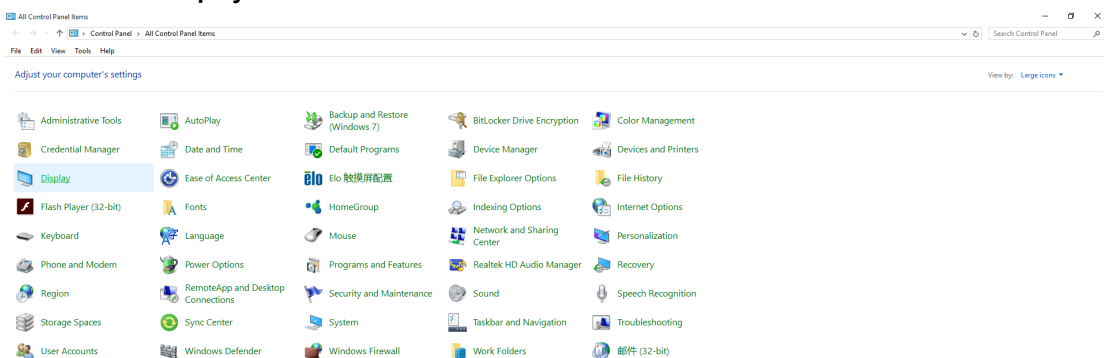 All Control Panel Items
Control Panel > All Control Panel Items
Search Control Panel
File Edit View Tools Help
Adjust your computer's settings
View by: Large icons
Administrative Tools
AutoPlay
Backup and Restore
(Windows 7)
BitLocker Drive Encryption
Color Management
Credential Manager
Date and Time
Default Programs
Device Manager
Devices and Printers
Display
Ease of Access Center
elo Elo 触摸屏配置
File Explorer Options
File History
Flash Player (32-bit)
Fonts
HomeGroup
Indexing Options
Internet Options
Keyboard
Language
Mouse
Network and Sharing
Center
Personalization
Phone and Modem
Power Options
Programs and Features
Realtek HD Audio Manager
Recovery
Region
RemoteApp and Desktop
Connections
Security and Maintenance
Sound
Speech Recognition
Storage Spaces
Sync Center
System
Taskbar and Navigation
Troubleshooting
User Accounts
Windows Defender
Windows Firewall
Work Folders
邮件 (32-bit)